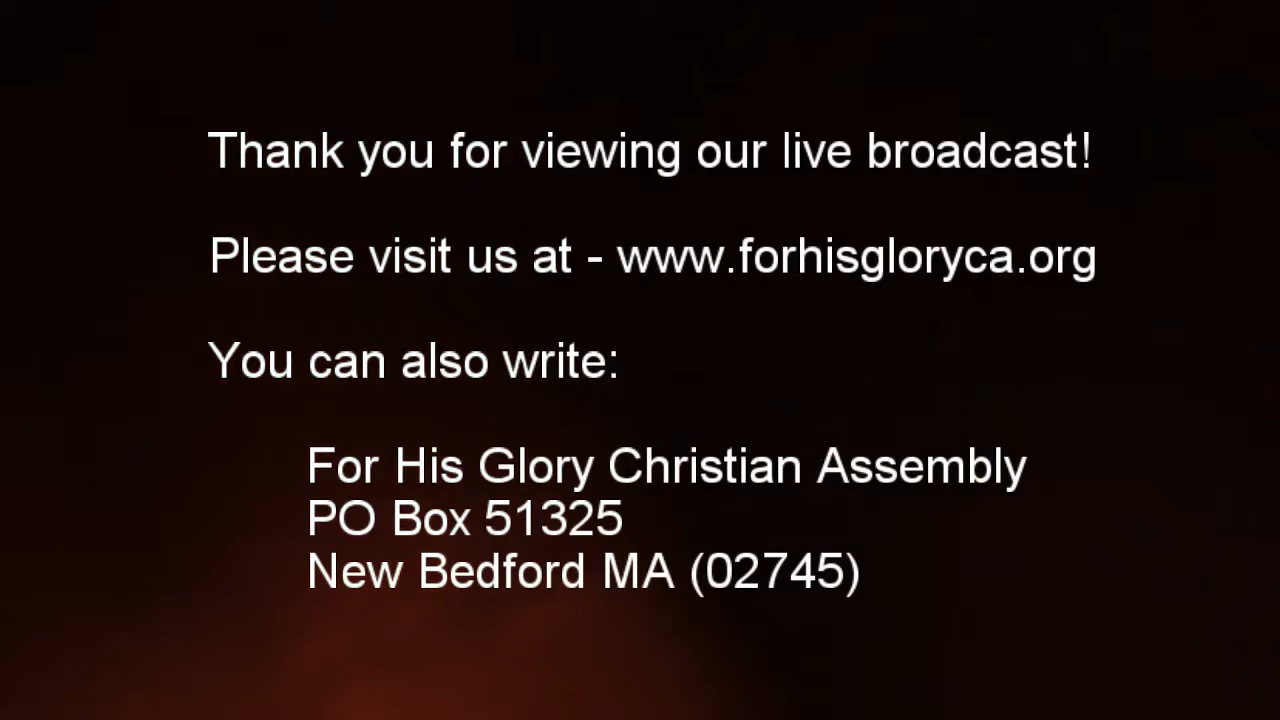 Thank you for viewing our live broadcast!
Please visit us at - www.forhisgloryca.org
You can also write:
For His Glory Christian Assembly
PO Box 51325
New Bedford MA (02745)